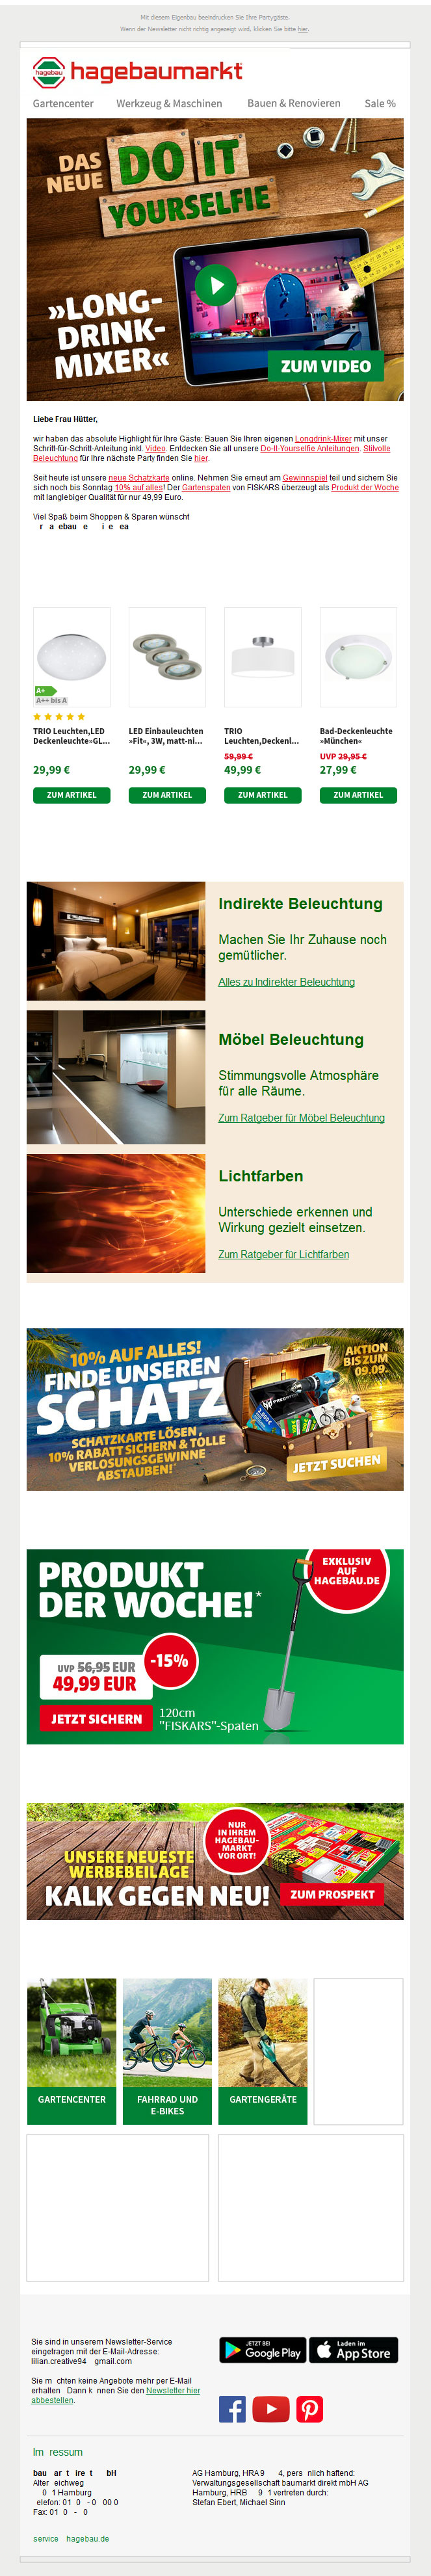 Mit diesem Eigenbau beeindrucken Sie Ihre Partygäste.
Wenn der Newsletter nicht richtig angezeigt wird, klicken Sie bitte hier.
hagebau
hagebaumarkt
Gartencenter Werkzeug & Maschinen Bauen & Renovieren Sale %
DAS NEUE DO IT YOURSELFIE
»LONG-
DRINK-
MIXER«
ZUM VIDEO
Liebe Frau Hütter,
wir haben das absolute Highlight für Ihre Gäste: Bauen Sie Ihren eigenen Longdrink-Mixer mit unser
Schritt-für-Schritt-Anleitung inkl. Video. Entdecken Sie all unsere Do-It-Yourselfie Anleitungen. Stilvolle
Beleuchtung für Ihre nächste Party finden Sie hier.
Seit heute ist unsere neue Schatzkarte online. Nehmen Sie erneut am Gewinnspiel teil und sichern Sie
sich noch bis Sonntag 10% auf alles! Der Gartenspaten von FISKARS überzeugt als Produkt der Woche
mit langlebiger Qualität für nur 49,99 Euro.
Viel Spaß beim Shoppen & Sparen wünscht
A+
A++ bis A
TRIO Leuchten,LED
Deckenleuchte»GL...
29,99 €
ZUM ARTIKEL
LED Einbauleuchten
»Fit«, 3W, matt-ni...
29,99 €
ZUM ARTIKEL
TRIO
Leuchten,Deckenl...
59,99 €
49,99 €
ZUM ARTIKEL
Bad-Deckenleuchte
»München«
UVP 29,95 €
27,99 €
ZUM ARTIKEL
Indirekte Beleuchtung
Machen Sie Ihr Zuhause noch
gemütlicher.
Alles zu Indirekter Beleuchtung
Möbel Beleuchtung
Stimmungsvolle Atmosphäre
für alle Räume.
Zum Ratgeber für Möbel Beleuchtung
Lichtfarben
Unterschiede erkennen und
Wirkung gezielt einsetzen.
Zum Ratgeber für Lichtfarben
10% AUF ALLES!
FINDE UNSEREN
SCHATZ
SCHATZKARTE LÖSEN,
10% RABATT SICHERN & TOLLE
VERLOSUNGSGEWINNE
ABSTAUBEN!*
AKTION
BIS ZUM
09.09.
JETZT SUCHEN
PRODUKT
DER WOCHE!*
EXKLUSIV
AUF
HAGEBAU.DE
UVP 56,95 EUR
49,99 EUR
-15%
JETZT SICHERN
120cm
"FISKARS"-Spaten
UNSERE NEUESTE
WERBEBEILAGE
KALK GEGEN NEU!
NUR
IN IHREM
HAGEBAU-
MARKT
VOR ORT!
ZUM PROSPEKT
GARTENCENTER
FAHRRAD UND
E-BIKES
GARTENGERÄTE
Sie sind in unserem Newsletter-Service
eingetragen mit der E-Mail-Adresse:
lilian.creative94 gmail.com
Sie m chten keine Angebote mehr per E-Mail
erhalten Dann k nnen Sie den Newsletter hier
abbestellen.
JETZT BEI
Google Play
Laden im
App Store
Im ressum
bau ar t ire t bH
Alter eichweg
0 1 Hamburg
elefon: 01 0 - 0 00 0
Fax: 01 0 - 0
service hagebau.de
AG Hamburg, HRA 9 4, pers nlich haftend:
Verwaltungsgesellschaft baumarkt direkt mbH AG
Hamburg, HRB 9 1 vertreten durch:
Stefan Ebert, Michael Sinn